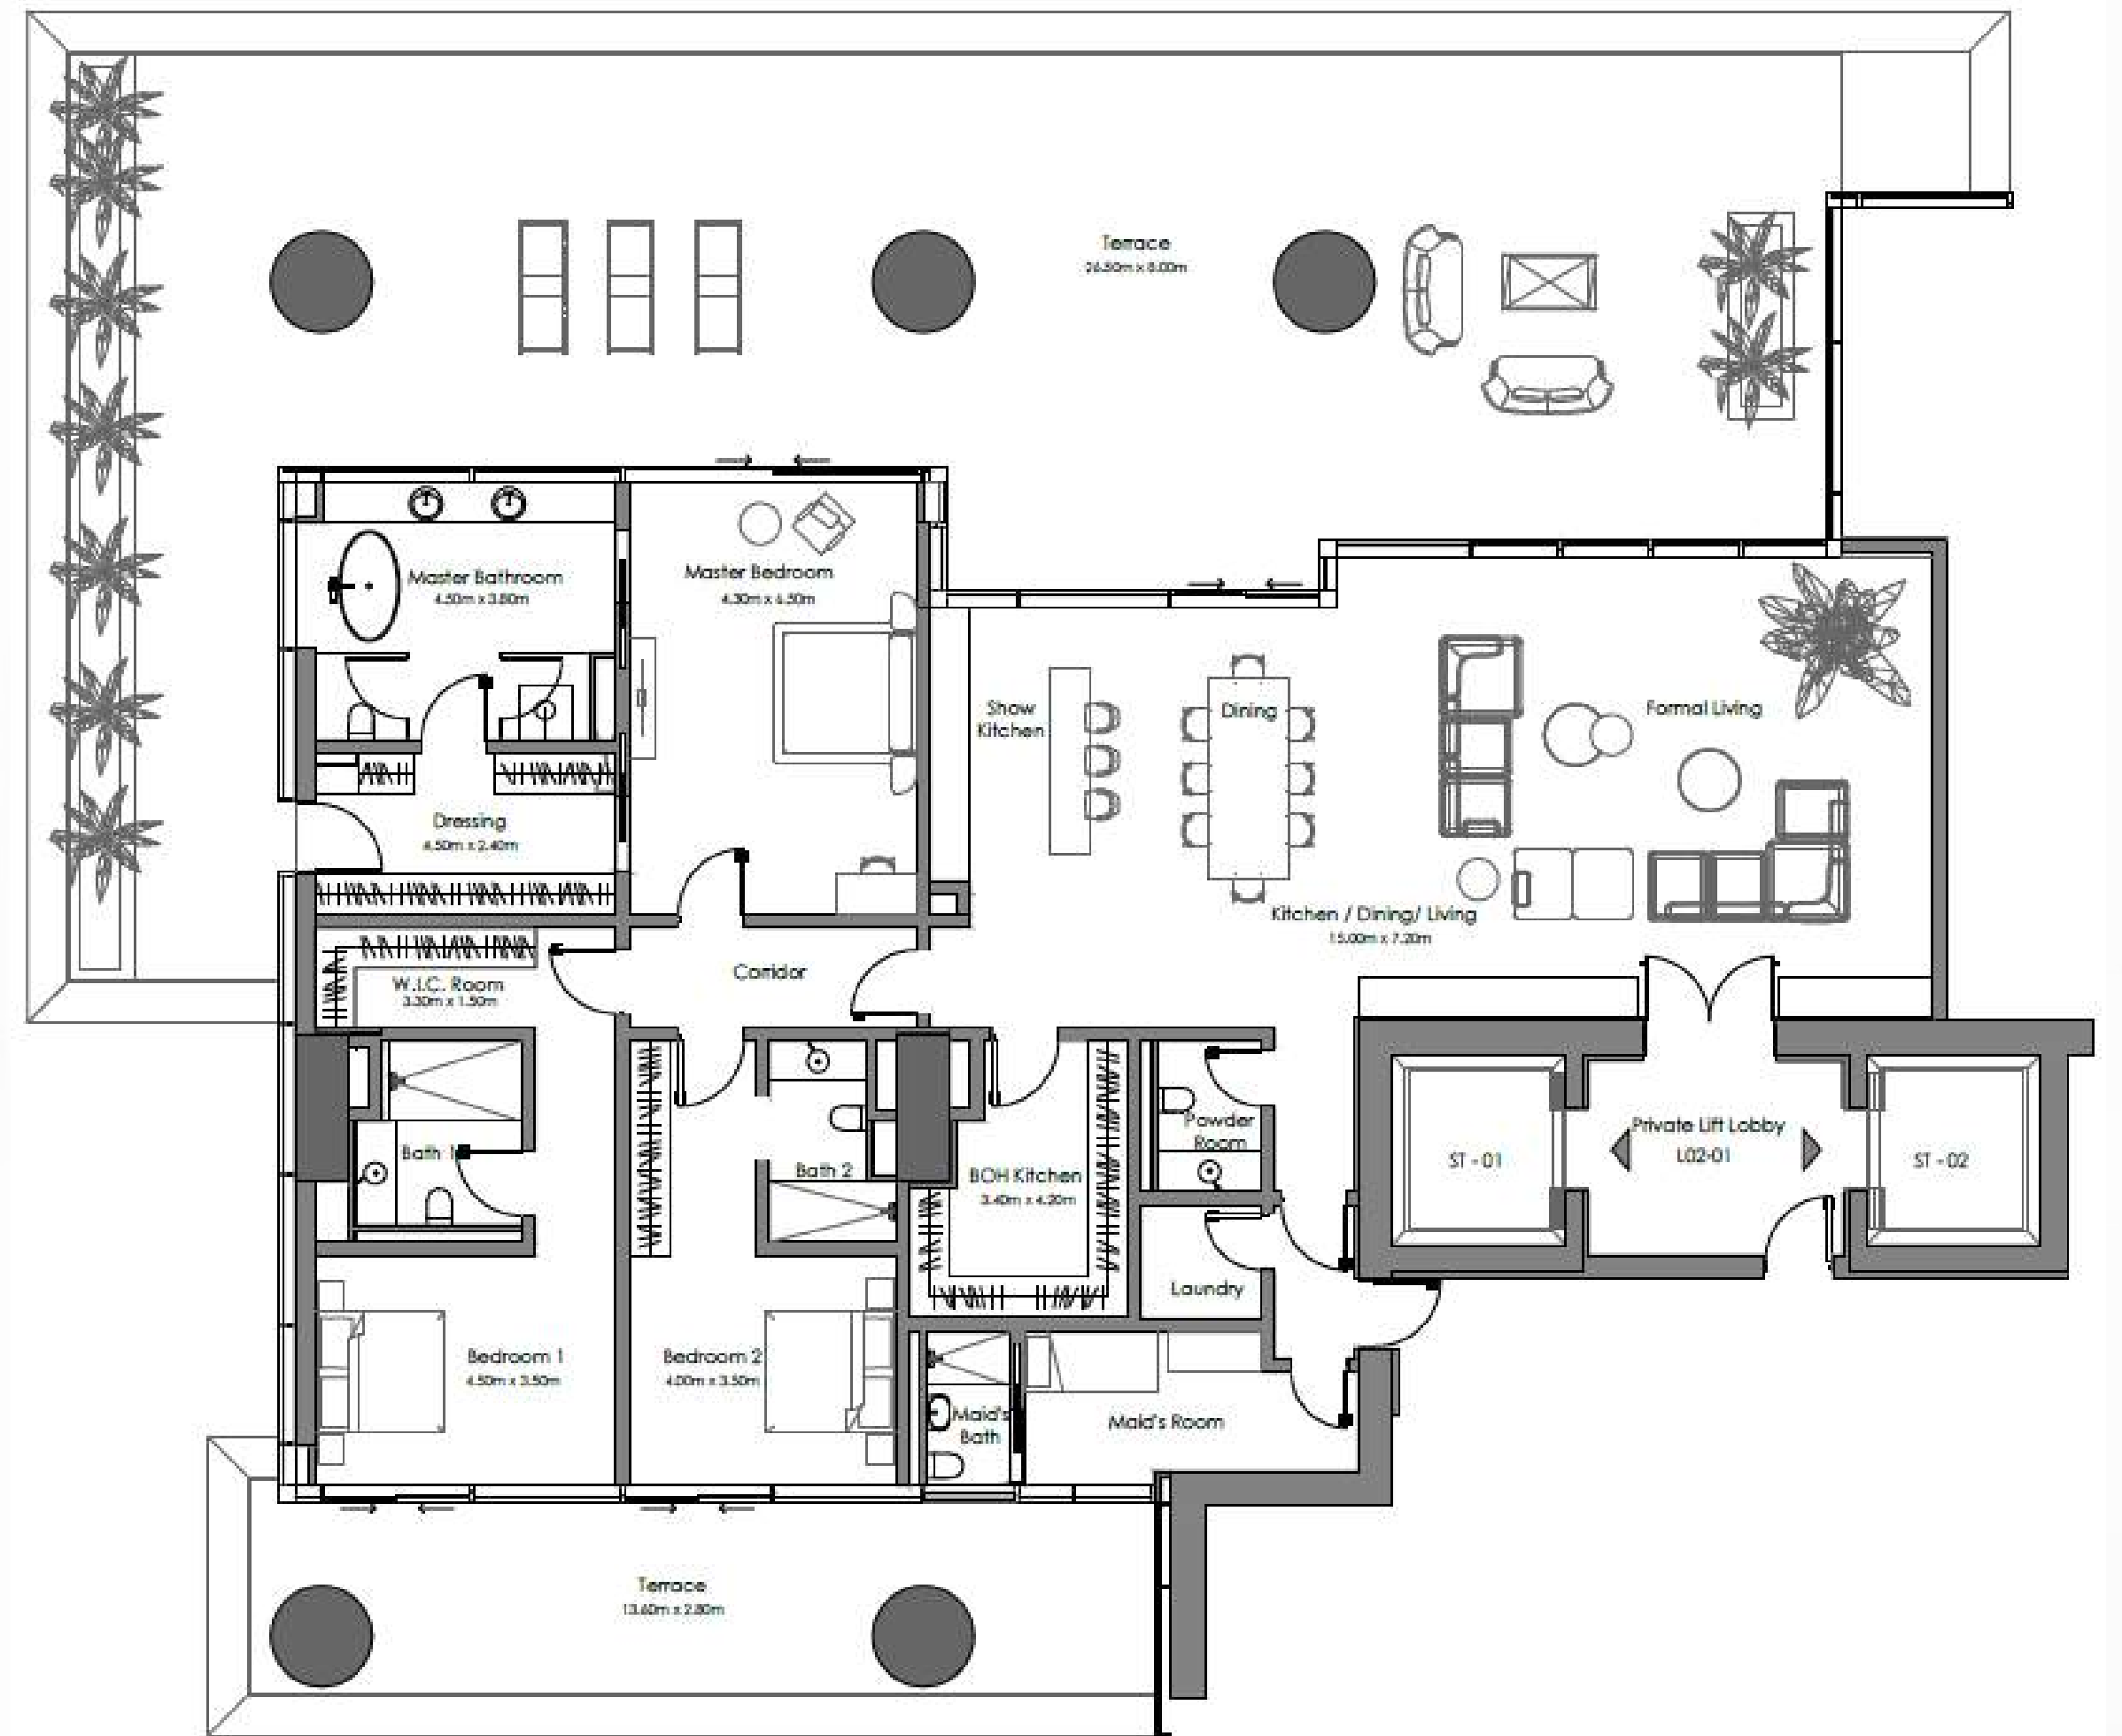 Terrace
26.50m x 8.00m
Master Bathroom
4.50m x 3.80m
Master Bedroom
4.30m x 6.50m
Show
Kitchen
Dining
Formal Living
Dressing
4.50m x 2.40m
Kitchen / Dining/ Living
15.00m x 7.20m
W.I.C. Room
3.30m x 1.50m
Corridor
Bath 1
Bath 2
BOH Kitchen
3.40m x 4.20m
Powder
Room
ST - 01
Private Lift Lobby
L02-01
ST - 02
Laundry
Bedroom 1
4.50m x 3.50m
Bedroom 2
4.00m x 3.50m
Maid's
Bath
Maid's Room
Terrace
13.60m x 2.80m